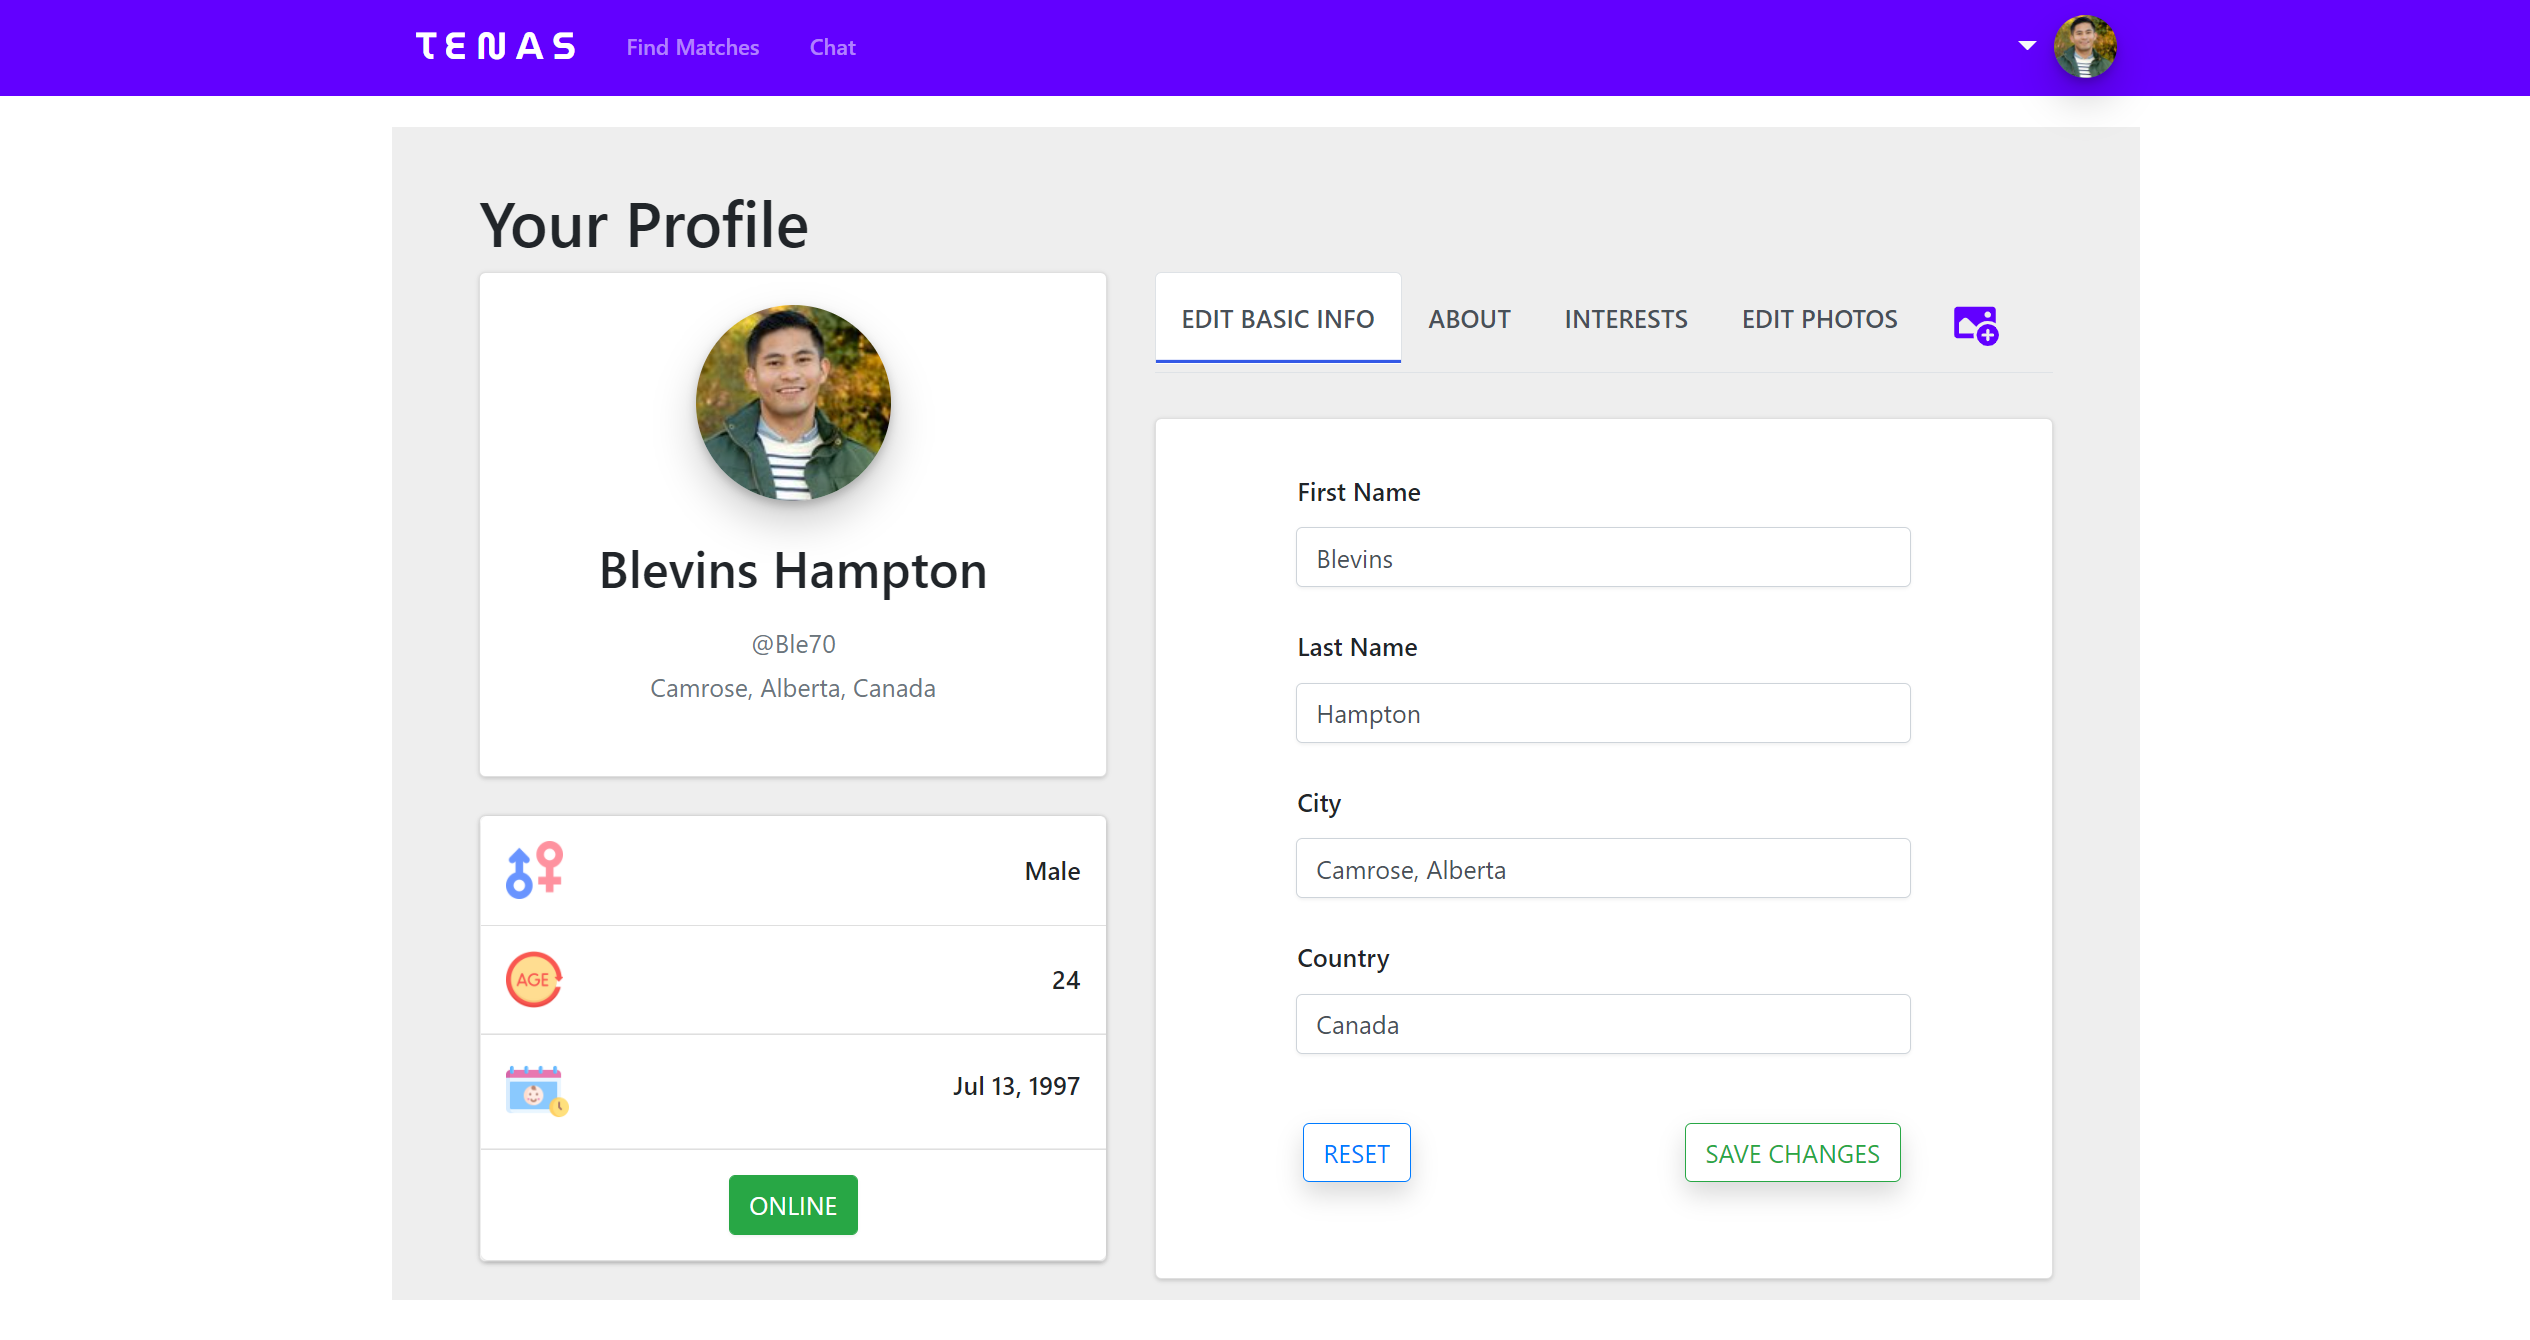 TENAS
Find Matches
Chat
Your Profile
Blevins Hampton
@Ble70
Camrose, Alberta, Canada
Male
AGE
24
Jul 13, 1997
ONLINE
EDIT BASIC INFO
ABOUT
INTERESTS
EDIT PHOTOS
First Name
Blevins
Last Name
Hampton
City
Camrose, Alberta
Country
Canada
RESET
SAVE CHANGES